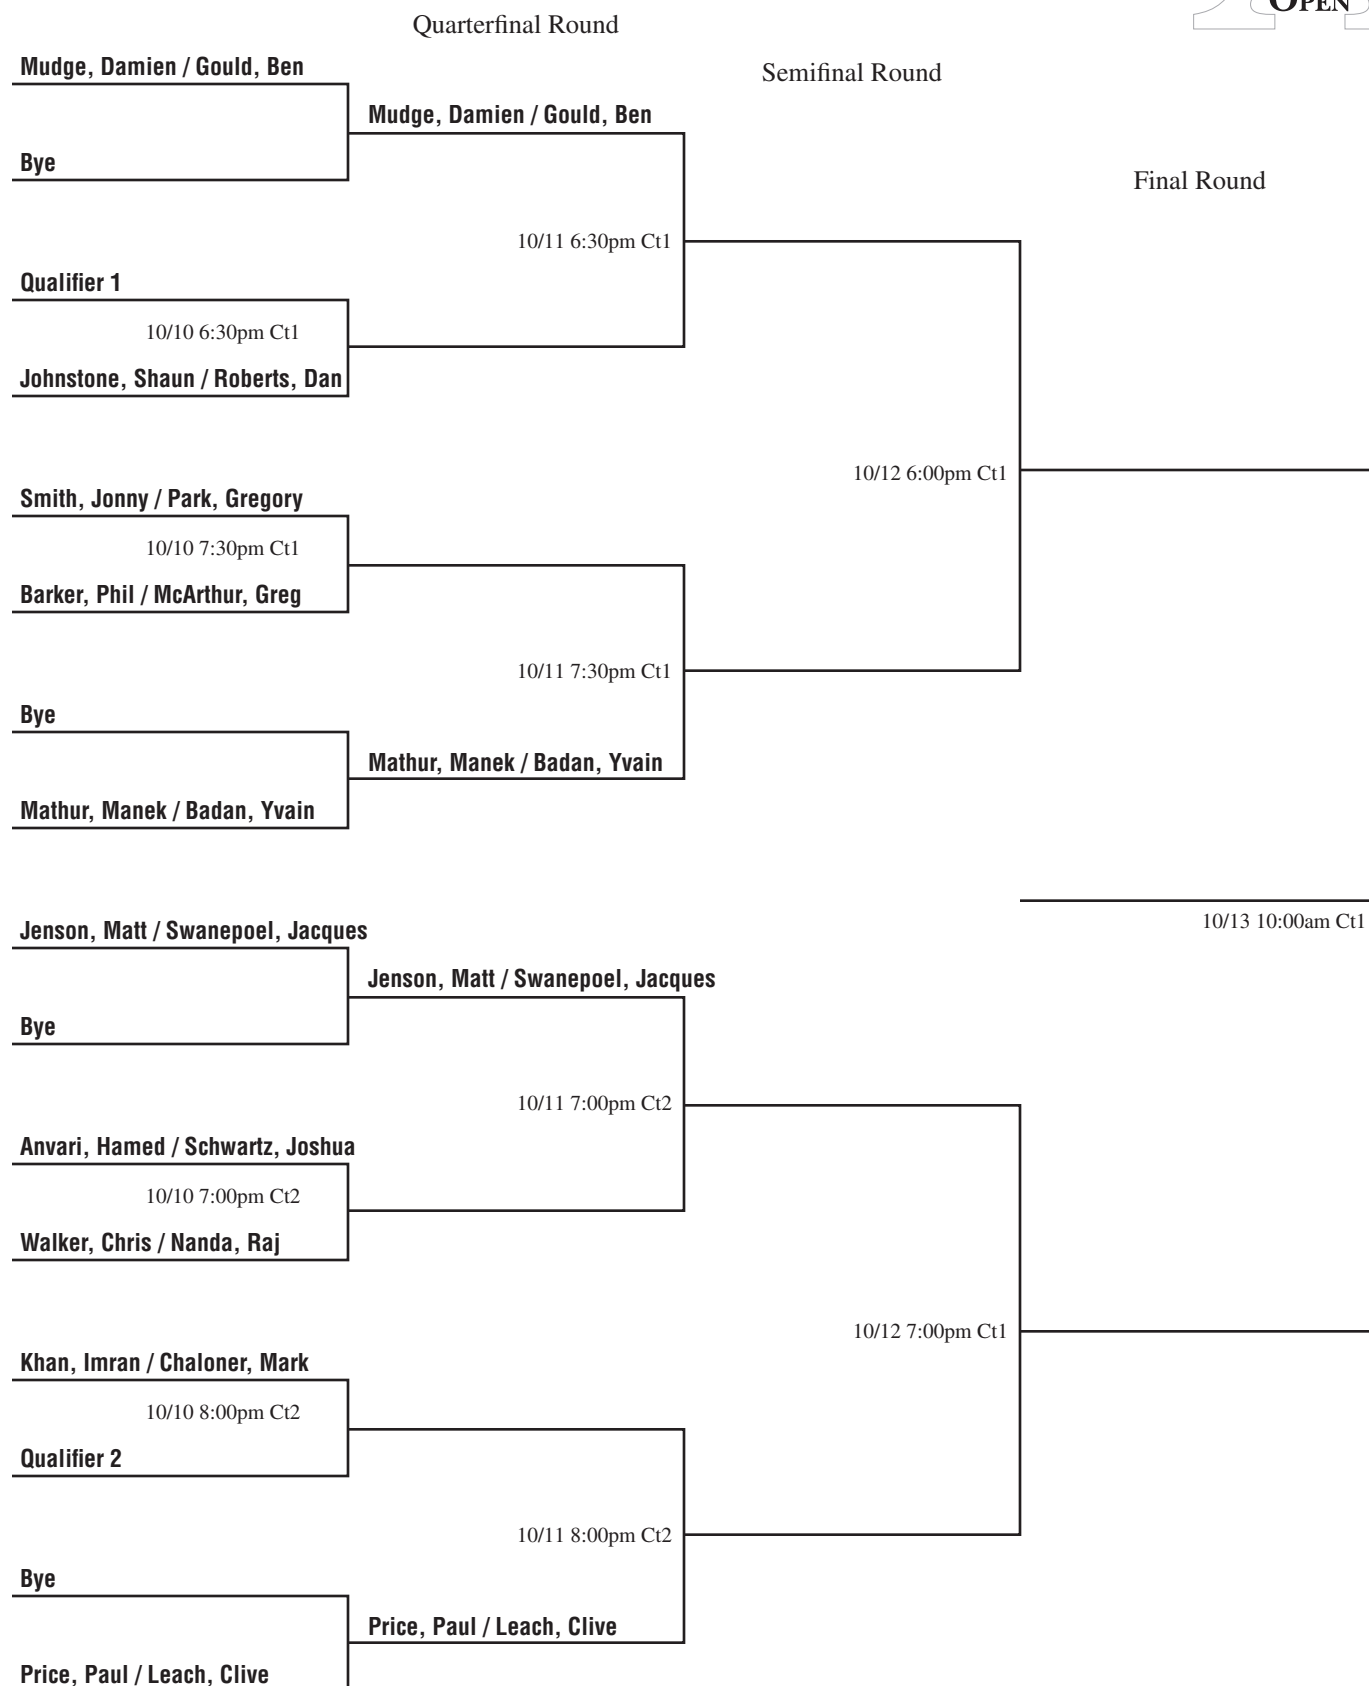 OPEN
Quarterfinal Round
Mudge, Damien / Gould, Ben
Semifinal Round
Mudge, Damien / Gould, Ben
Bye
Final Round
10/11 6:30pm Ct1
Qualifier 1
10/10 6:30pm Ct1
Johnstone, Shaun / Roberts, Dan
10/12 6:00pm Ct1
Smith, Jonny / Park, Gregory
10/10 7:30pm Ct1
Barker, Phil / McArthur, Greg
10/11 7:30pm Ct1
Bye
Mathur, Manek / Badan, Yvain
Mathur, Manek / Badan, Yvain
10/13 10:00am Ct1
Jenson, Matt / Swanepoel, Jacques
Jenson, Matt / Swanepoel, Jacques
Bye
10/11 7:00pm Ct2
Anvari, Hamed / Schwartz, Joshua
10/10 7:00pm Ct2
Walker, Chris / Nanda, Raj
10/12 7:00pm Ct1
Khan, Imran / Chaloner, Mark
10/10 8:00pm Ct2
Qualifier 2
10/11 8:00pm Ct2
Bye
Price, Paul / Leach, Clive
Price, Paul / Leach, Clive